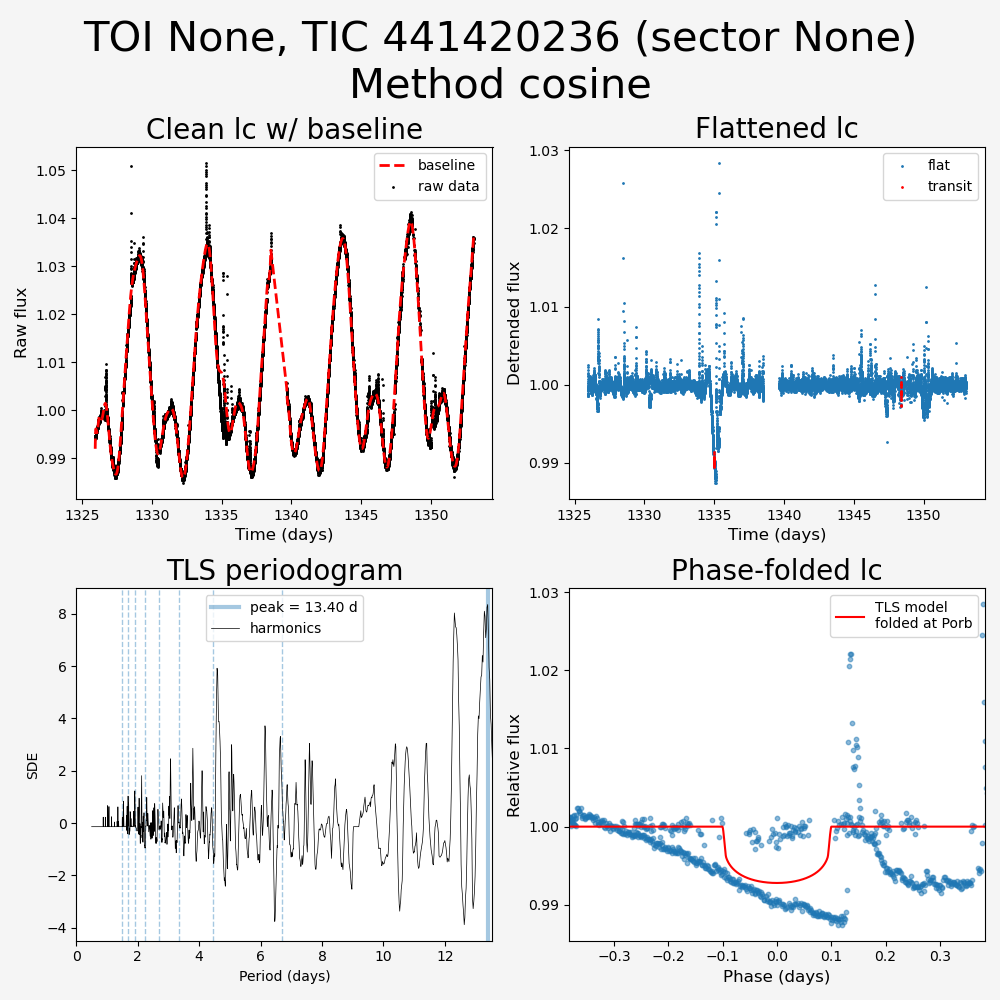 TOI None, TIC 441420236 (sector None)
Method cosine
Clean lc w/ baseline
baseline
raw data
Raw flux
1.05
1.04
1.03
1.02
1.01
1.00
0.99
1325 1330 1335 1340 1345 1350
Time (days)
Flattened lc
flat
transit
Detrended flux
1.03
1.02
1.01
1.00
0.99
1325 1330 1335 1340 1345 1350
Time (days)
TLS periodogram
peak = 13.40 d
harmonics
SDE
8
6
4
2
0
−2
−4
0 2 4 6 8 10 12
Period (days)
Phase-folded lc
TLS model
folded at Porb
Relative flux
1.03
1.02
1.01
1.00
0.99
−0.3 −0.2 −0.1 0.0 0.1 0.2 0.3
Phase (days)